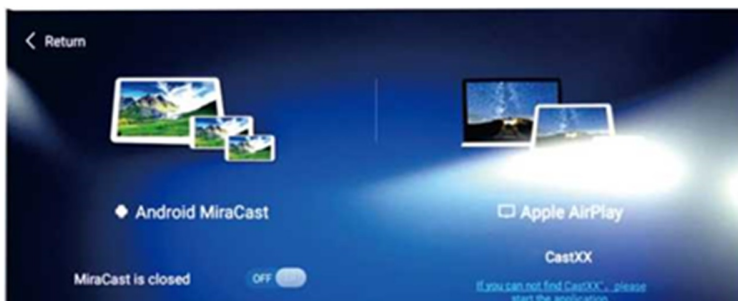 Return
Android MiraCast
Apple AirPlay
MiraCast is closed
OFF
CastXX
If you can not find CastXX", please
start the application